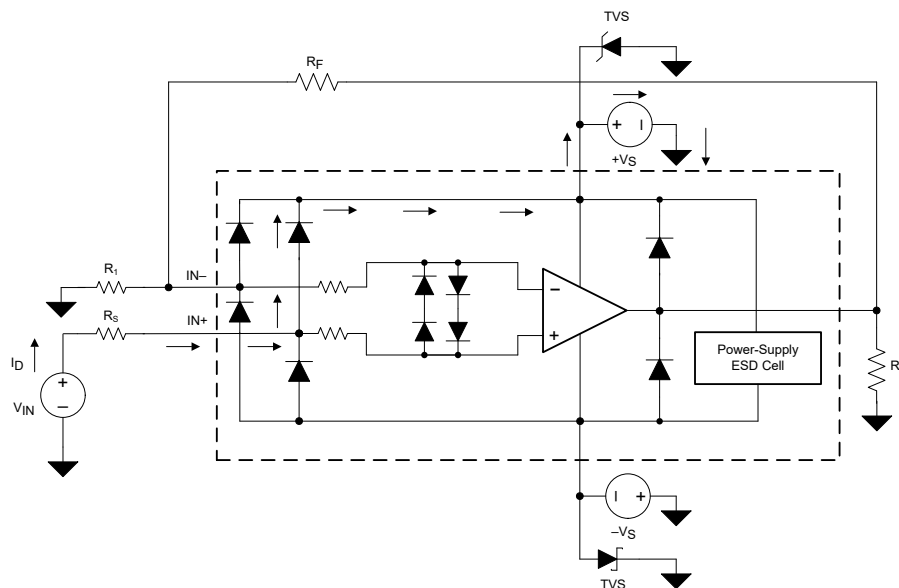 TVS
RF
+ I
+VS
R1
IN–
–
RS
IN+
+
Power-Supply
ESD Cell
R
ID
+
–
VIN
I +
–VS
TVS